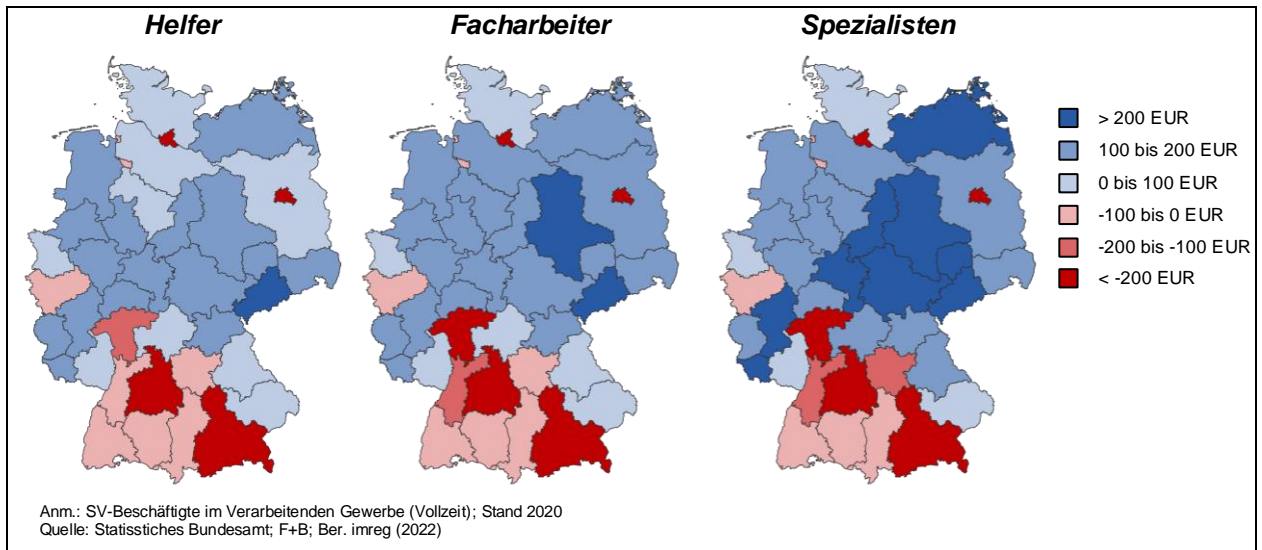 Helfer
Facharbeiter
Spezialisten
> 200 EUR
100 bis 200 EUR
0 bis 100 EUR
-100 bis 0 EUR
-200 bis -100 EUR
< -200 EUR
Anm.: SV-Beschäftigte im Verarbeitenden Gewerbe (Vollzeit); Stand 2020
Quelle: Statisstiches Bundesamt; F+B; Ber. imreg (2022)